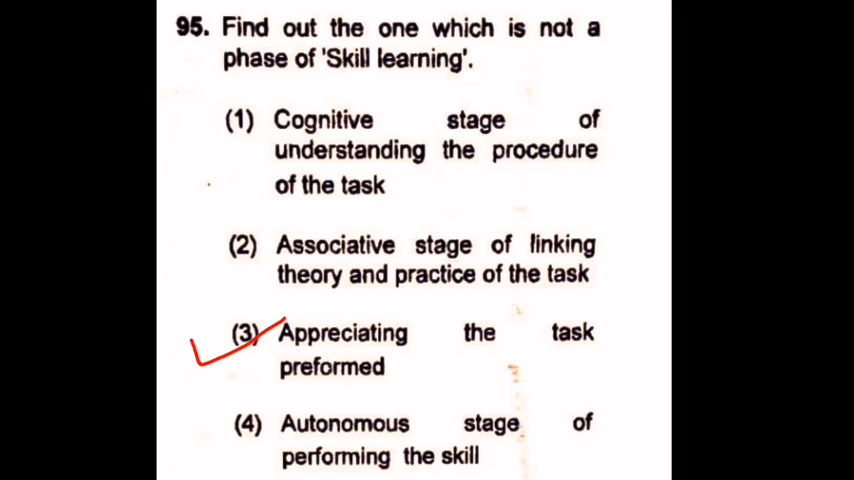 95. Find out the one which is not a
phase of 'Skill learning'.
(1) Cognitive stage of
understanding the procedure
of the task
(2) Associative stage of linking
theory and practice of the task
(3) Appreciating the task
preformed
(4) Autonomous stage of
performing the skill